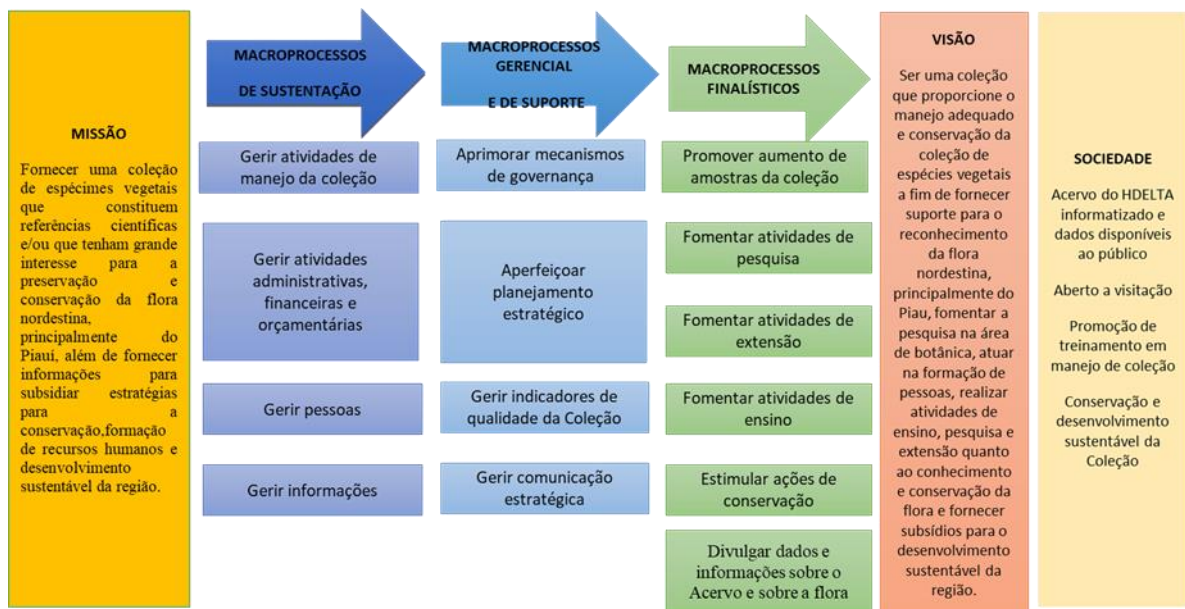 MISSÃO
Fornecer uma coleção
de espécimes vegetais
que constituem
referências científicas
e/ou que tenham grande
interesse para a
preservação e
conservação da flora
nordestina,
principalmente do
Piauí, além de fornecer
informações para
subsidiar estratégias
para a
conservação,formação
de recursos humanos e
desenvolvimento
sustentável da região.
MACROPROCESSOS
DE SUSTENTAÇÃO
Gerir atividades de
manejo da coleção
Gerir atividades
administrativas,
financeiras e
orçamentárias
Gerir pessoas
Gerir informações
MACROPROCESSOS
GERENCIAL
E DE SUPORTE
Aprimorar mecanismos
de governança
Aperfeiçoar
planejamento
estratégico
Gerir indicadores de
qualidade da Coleção
Gerir comunicação
estratégica
MACROPROCESSOS
FINALÍSTICOS
Promover aumento de
amostras da coleção
Fomentar atividades de
pesquisa
Fomentar atividades de
extensão
Fomentar atividades de
ensino
Estimular ações de
conservação
Divulgar dados e
informações sobre o
Acervo e sobre a flora
VISÃO
Ser uma coleção
que proporcione o
manejo adequado
e conservação da
coleção de
espécies vegetais
a fim de fornecer
suporte para o
reconhecimento
da flora
nordestina,
principalmente do
Piau, fomentar a
pesquisa na área
de botânica, atuar
na formação de
pessoas, realizar
atividades de
ensino, pesquisa e
extensão quanto
ao conhecimento
e conservação da
flora e fornecer
subsídios para o
desenvolvimento
sustentável da
região.
SOCIEDADE
Acervo do HDELTA
informatizado e
dados disponíveis
ao público
Aberto a visitação
Promoção de
treinamento em
manejo de coleção
Conservação e
desenvolvimento
sustentável da
Coleção